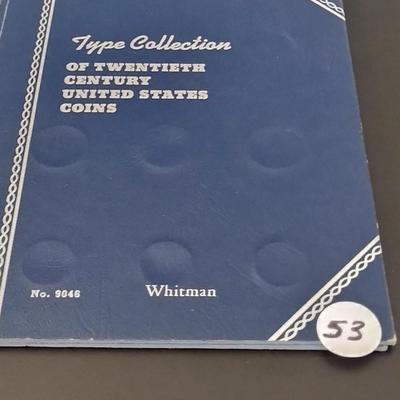 Type Collection
OF TWENTIETH
CENTURY
UNITED STATES
COINS
No. 9046
Whitman
53